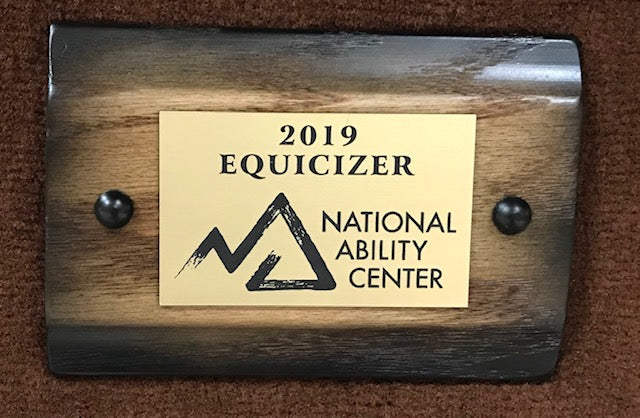 2019
EQUICIZER
NATIONAL
ABILITY
CENTER